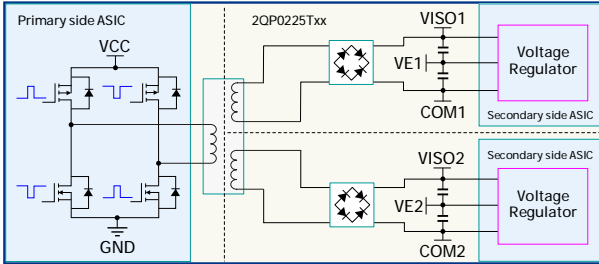 Primary side ASIC
VCC
GND
2QP0225Txx
VISO1
VE1
COM1
Voltage
Regulator
Secondary side ASIC
VISO2
VE2
COM2
Secondary side ASIC
Voltage
Regulator